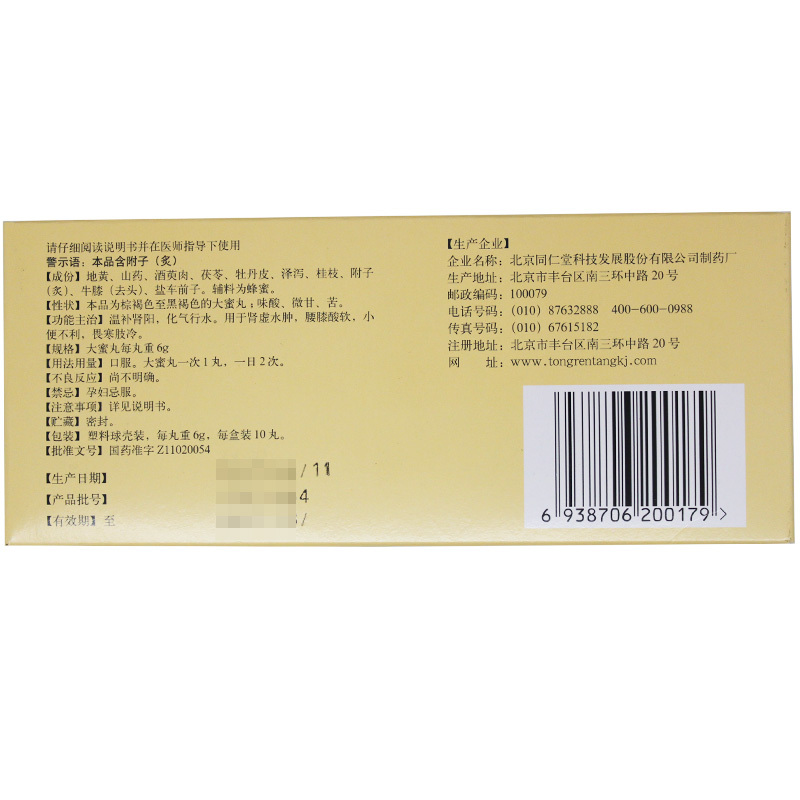 请仔细阅读说明书并在医师指导下使用
警示语：本品含附子（炙）
【成份】地黄、山药、酒萸肉、茯苓、牡丹皮、泽泻、桂枝、附子
（炙）、牛膝（去头）、盐车前子。辅料为蜂蜜。
【性状】本品为棕褐色至黑褐色的大蜜丸；味酸、微甘、苦。
【功能主治】温补肾阳，化气行水。用于肾虚水肿，腰膝酸软，小
便不利，畏寒肢冷。
【规格】大蜜丸每丸重6g
【用法用量】口服。大蜜丸一次1丸，一日2次。
【不良反应】尚不明确。
【禁忌】孕妇忌服。
【注意事项】详见说明书。
【贮藏】密封。
【包装】塑料球壳装，每丸重6g，每盒装10丸。
【批准文号】国药准字Z11020054
【生产日期】 / 11
【产品批号】 4
【有效期】至 /
【生产企业】
企业名称：北京同仁堂科技发展股份有限公司制药厂
生产地址：北京市丰台区南三环中路20号
邮政编码：100079
电话号码：（010）87632888 400-600-0988
传真号码：（010）67615182
注册地址：北京市丰台区南三环中路20号
网 址：www.tongrentangkj.com
6 938706 200179 >